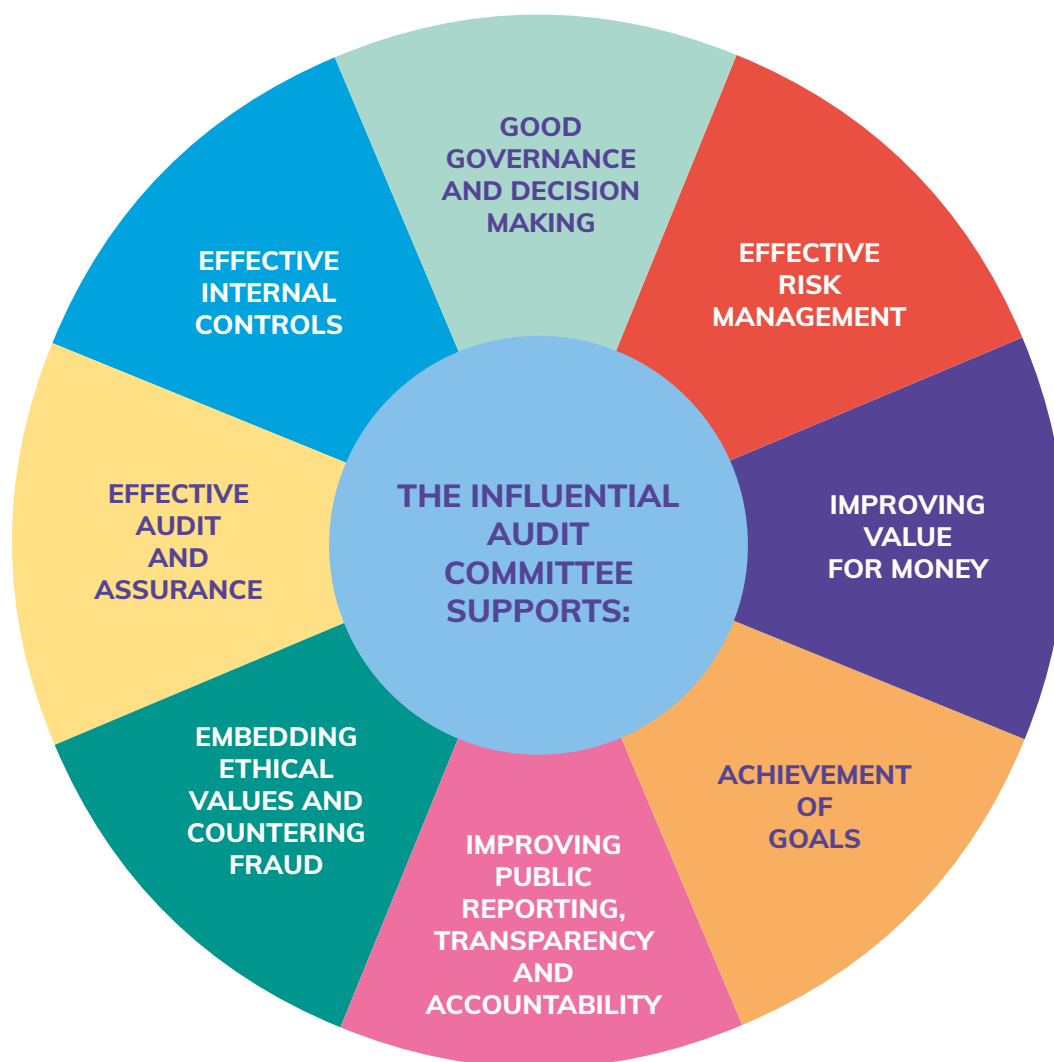 THE INFLUENTIAL
AUDIT
COMMITTEE
SUPPORTS:
GOOD
GOVERNANCE
AND DECISION
MAKING
EFFECTIVE
RISK
MANAGEMENT
IMPROVING
VALUE
FOR MONEY
ACHIEVEMENT
OF
GOALS
IMPROVING
PUBLIC
REPORTING,
TRANSPARENCY
AND
ACCOUNTABILITY
EMBEDDING
ETHICAL
VALUES AND
COUNTERING
FRAUD
EFFECTIVE
AUDIT
AND
ASSURANCE
EFFECTIVE
INTERNAL
CONTROLS